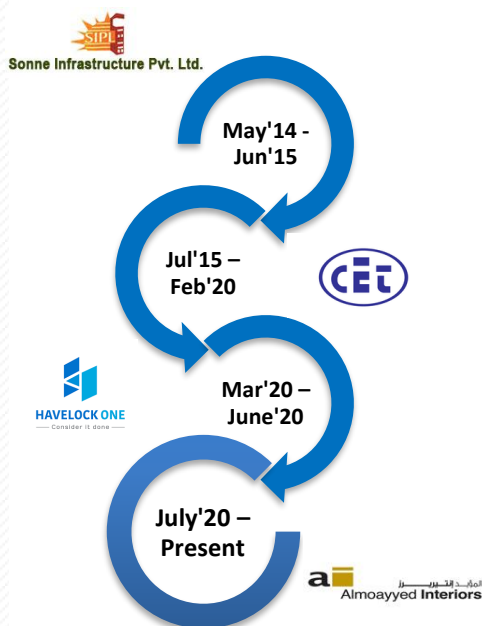 SIPL
Sonne Infrastructure Pvt. Ltd.
May'14 -
Jun'15
Jul'15 –
Feb'20
CET
Mar'20 –
June'20
HAVELOCK ONE
Consider it done
July'20 –
Present
Almoayyed Interiors